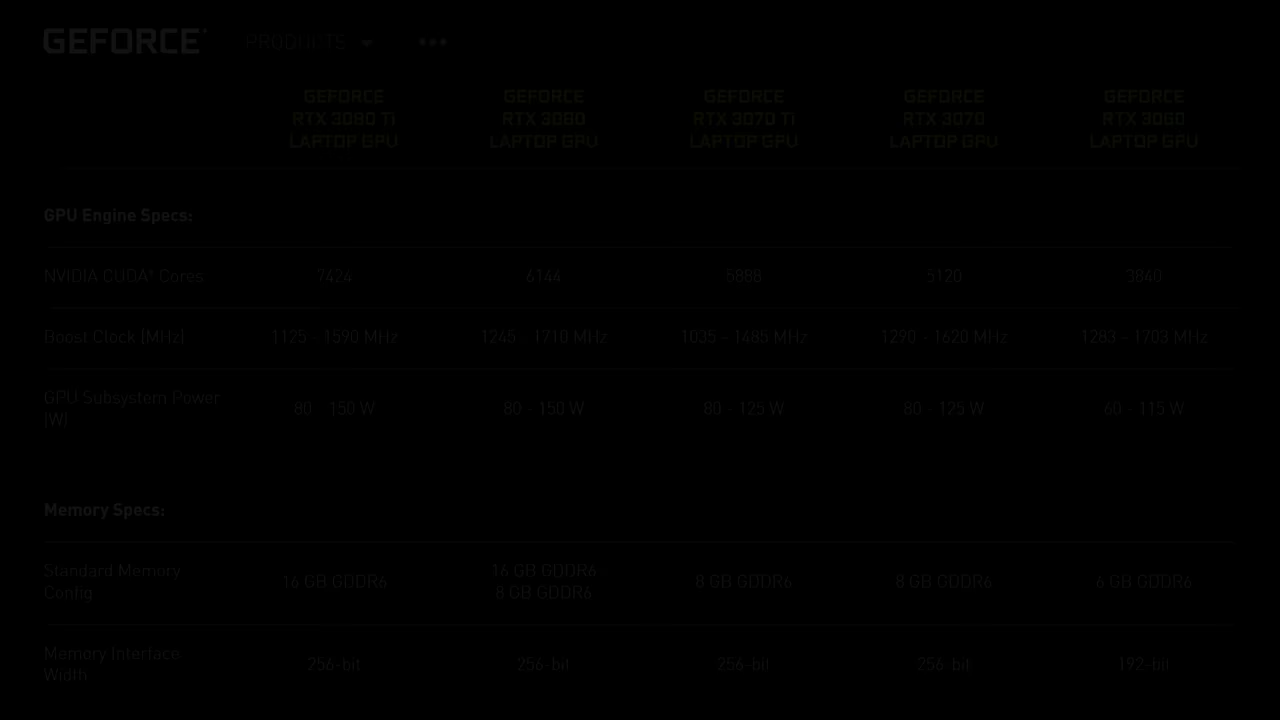 GEFORCE PRODUCTS •••
GEFORCE GEFORCE GEFORCE GEFORCE GEFORCE
RTX 3080 Ti RTX 3080 RTX 3070 Ti RTX 3070 RTX 3060
LAPTOP GPU LAPTOP GPU LAPTOP GPU LAPTOP GPU LAPTOP GPU
GPU Engine Specs:
NVIDIA CUDA® Cores 7424 6144 5888 5120 3840
Boost Clock [MHz] 1125 - 1590 MHz 1245 - 1710 MHz 1035 - 1485 MHz 1290 - 1620 MHz 1283 - 1703 MHz
GPU Subsystem Power
(W) 80 - 150 W 80 - 150 W 80 - 125 W 80 - 125 W 60 - 115 W
Memory Specs:
Standard Memory
Config 16 GB GDDR6 16 GB GDDR6 8 GB GDDR6 8 GB GDDR6 6 GB GDDR6
8 GB GDDR6
Memory Interface
Width 256-bit 256-bit 256-bit 256-bit 192-bit